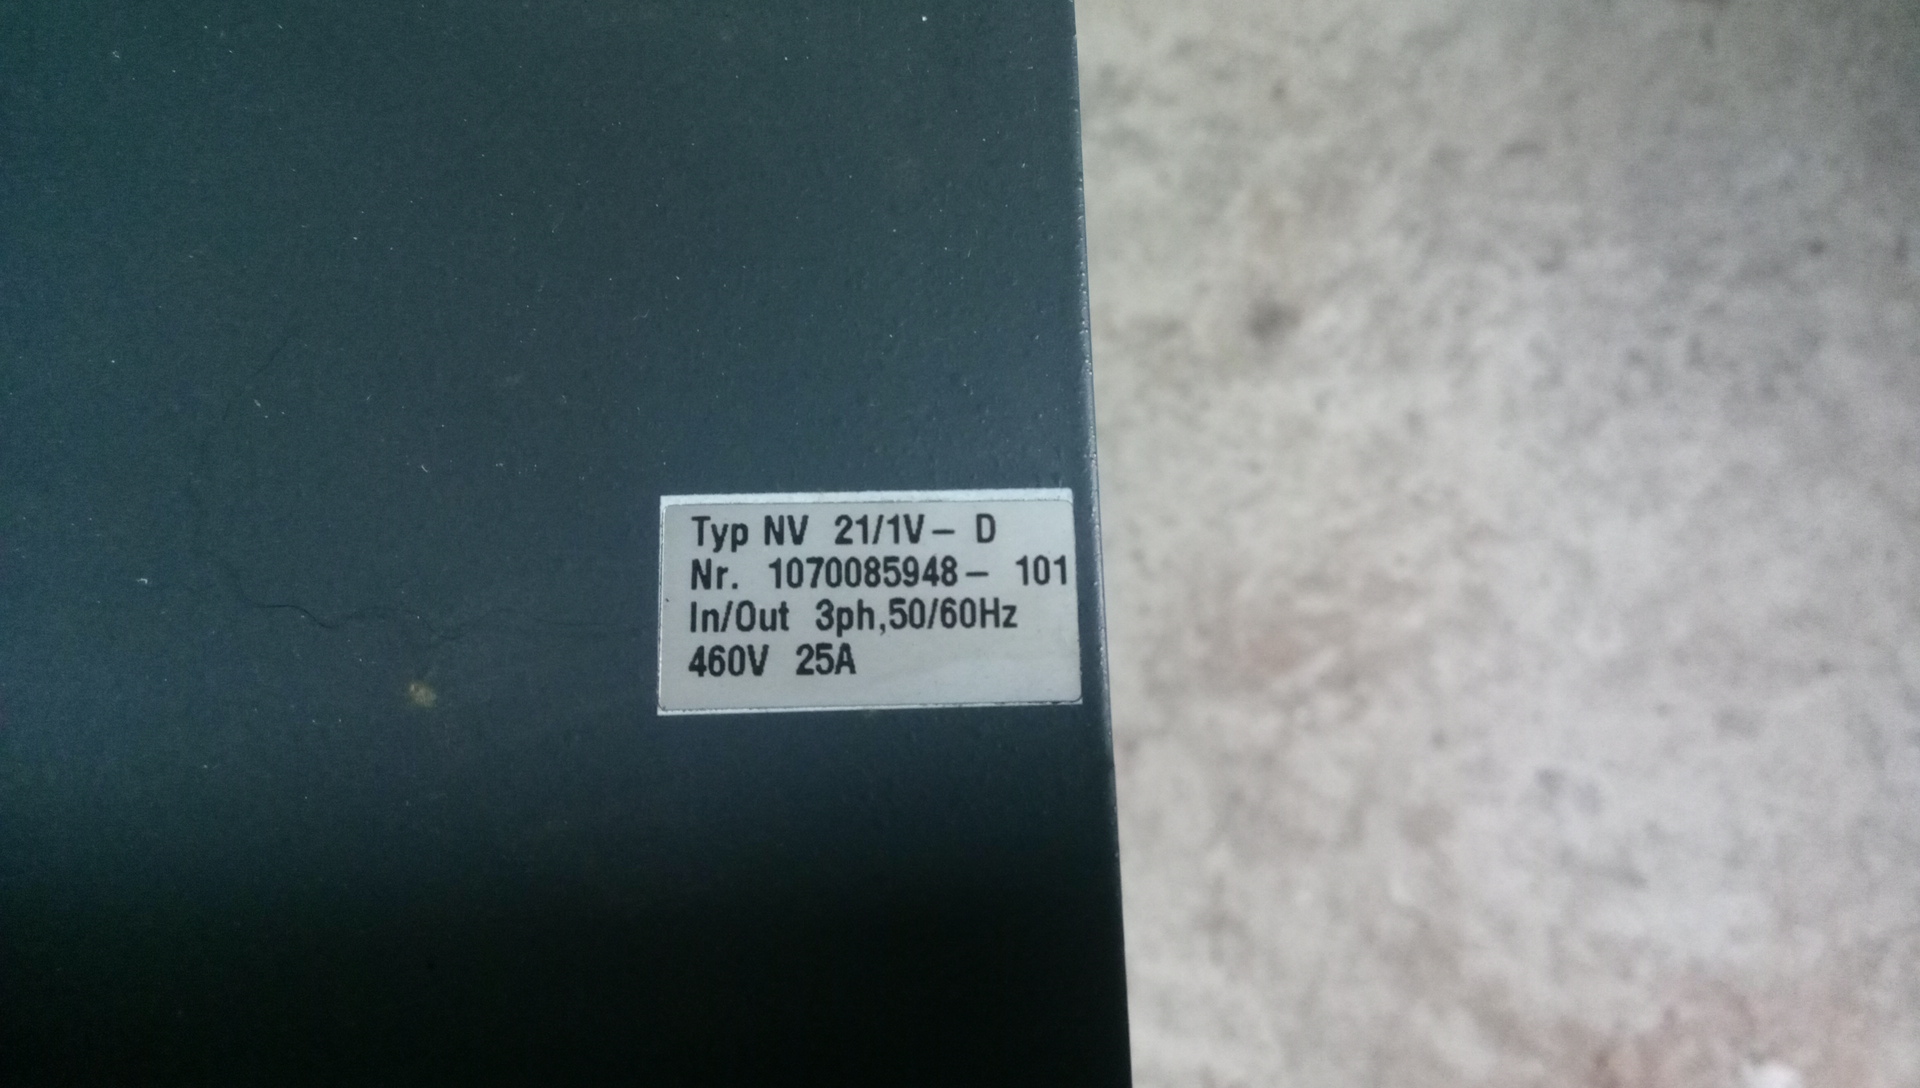 Typ NV 21/1V – D
Nr. 1070085948 – 101
In/Out 3ph,50/60Hz
460V 25A